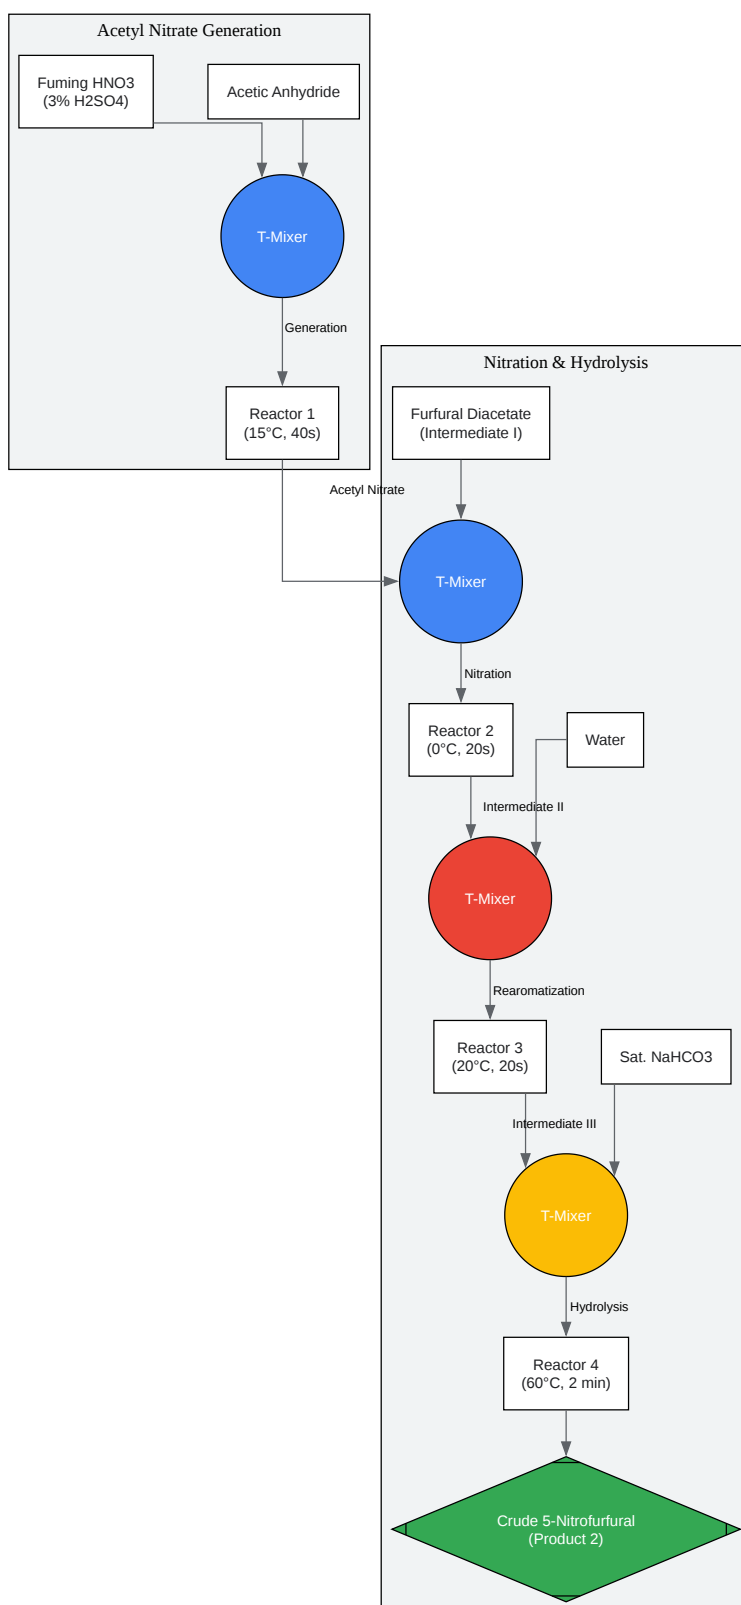 Acetyl Nitrate Generation
Fuming HNO3
(3% H2SO4)
Acetic Anhydride
T-Mixer
Generation
Reactor 1
(15°C, 40s)
Acetyl Nitrate
Nitration & Hydrolysis
Furfural Diacetate
(Intermediate I)
T-Mixer
Nitration
Reactor 2
(0°C, 20s)
Water
Intermediate II
T-Mixer
Rearomatization
Reactor 3
(20°C, 20s)
Sat. NaHCO3
Intermediate III
T-Mixer
Hydrolysis
Reactor 4
(60°C, 2 min)
Crude 5-Nitrofurfural
(Product 2)